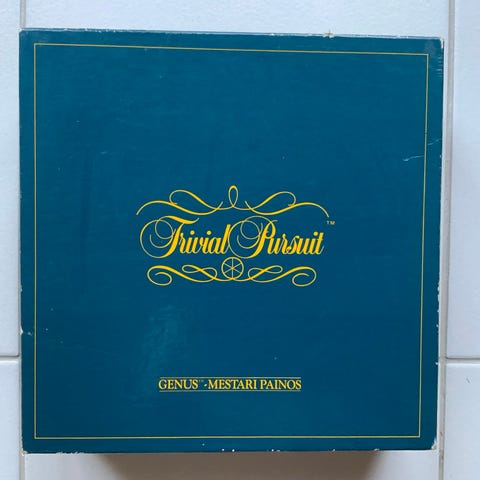 Trivial Pursuit™
GENUS™-MESTARI PAINOS